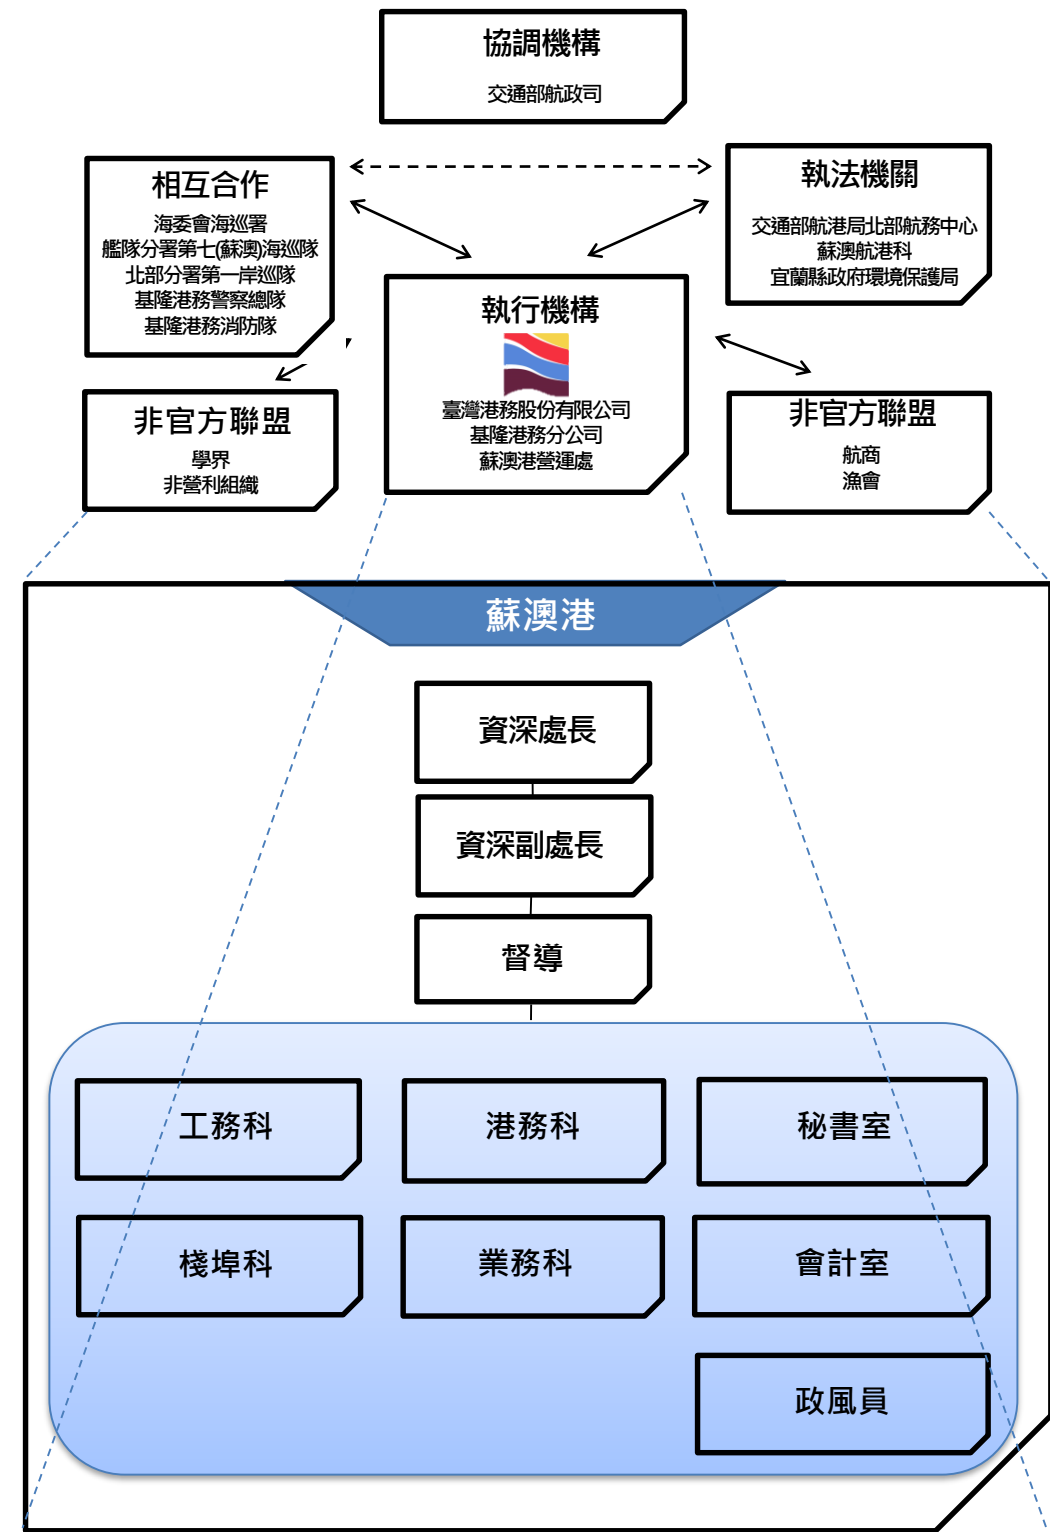 協調機構
交通部航政司
相互合作
海委會海巡署
艦隊分署第七(蘇澳)海巡隊
北部分署第一岸巡隊
基隆港務警察總隊
基隆港務消防隊
執法機關
交通部航港局北部航務中心
蘇澳航港科
宜蘭縣政府環境保護局
執行機構
臺灣港務股份有限公司
基隆港務分公司
蘇澳港營運處
非官方聯盟
學界
非營利組織
非官方聯盟
航商
漁會
蘇澳港
資深處長
資深副處長
督導
工務科
港務科
秘書室
棧埠科
業務科
會計室
政風員